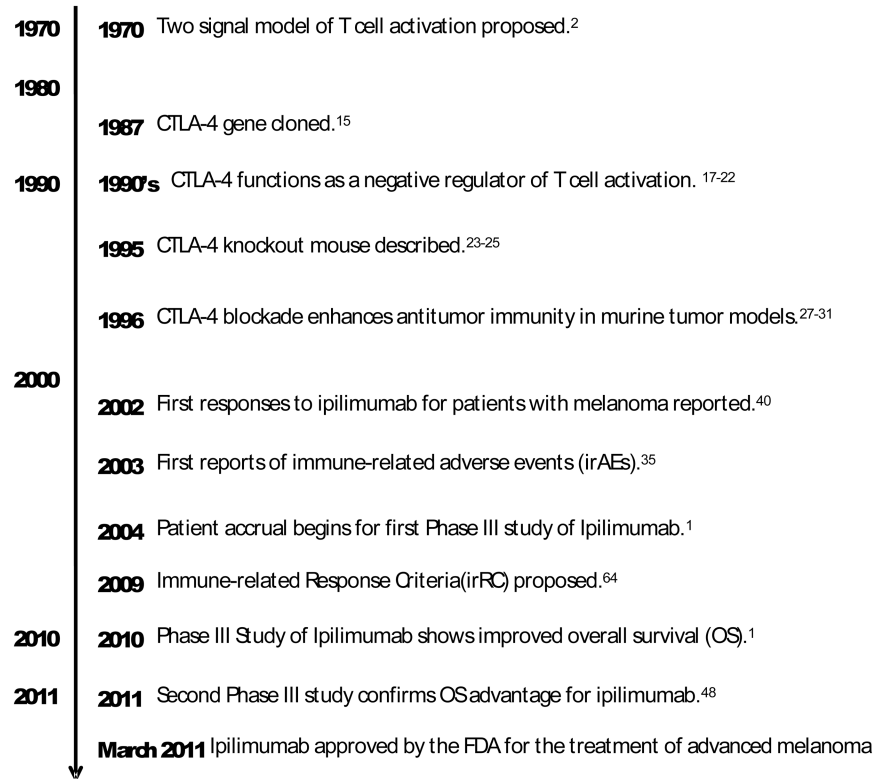 1970 1970 Two signal model of T cell activation proposed.2
1980
1987 CTLA-4 gene cloned.15
1990 1990's CTLA-4 functions as a negative regulator of T cell activation. 17-22
1995 CTLA-4 knockout mouse described.23-25
1996 CTLA-4 blockade enhances antitumor immunity in murine tumor models.27-31
2000
2002 First responses to ipilimumab for patients with melanoma reported.40
2003 First reports of immune-related adverse events (irAEs).35
2004 Patient accrual begins for first Phase III study of Ipilimumab.1
2009 Immune-related Response Criteria(irRC) proposed.64
2010 2010 Phase III Study of Ipilimumab shows improved overall survival (OS).1
2011 2011 Second Phase III study confirms OS advantage for ipilimumab.48
March 2011 Ipilimumab approved by the FDA for the treatment of advanced melanoma